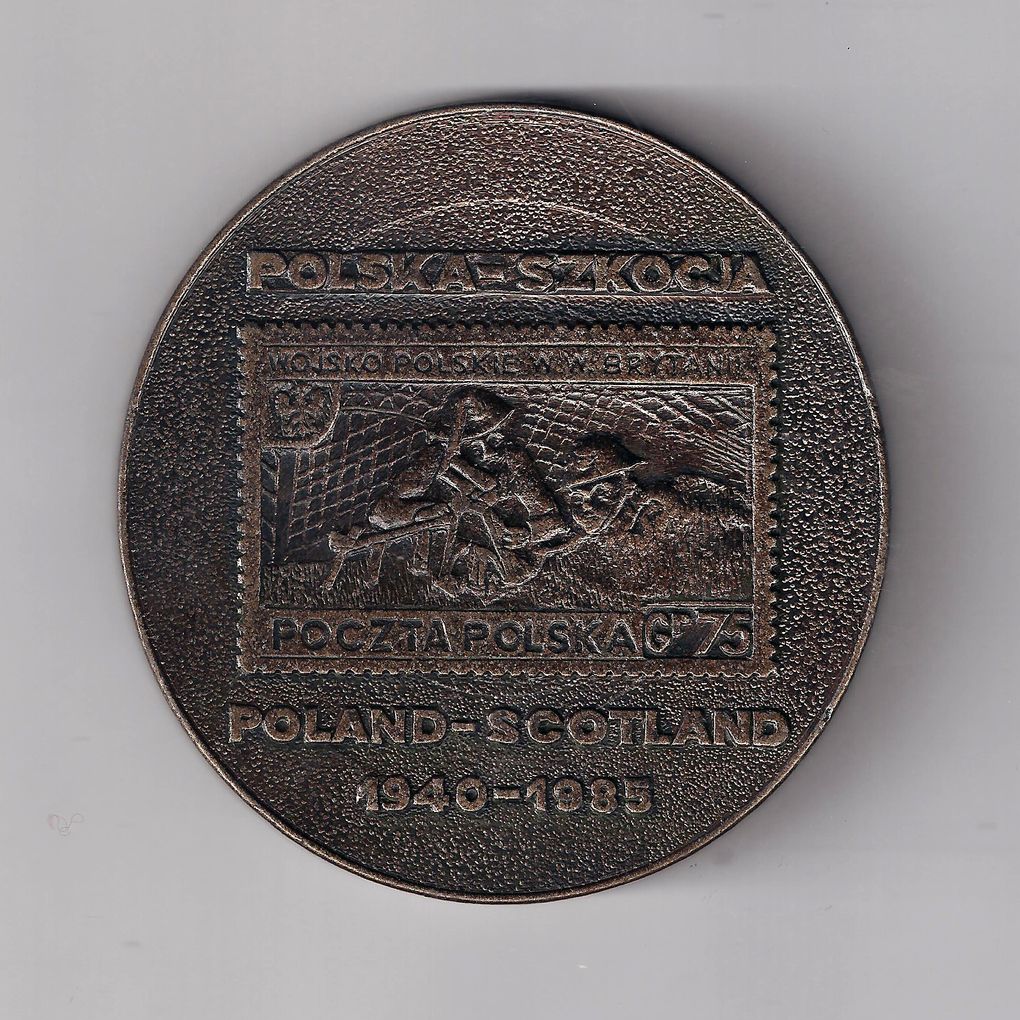 POLSKA-SZKOCJA
WOJSKO POLSKIE W W. BRYTANII
POCZTA POLSKA GR 75
POLAND-SCOTLAND
1940-1985